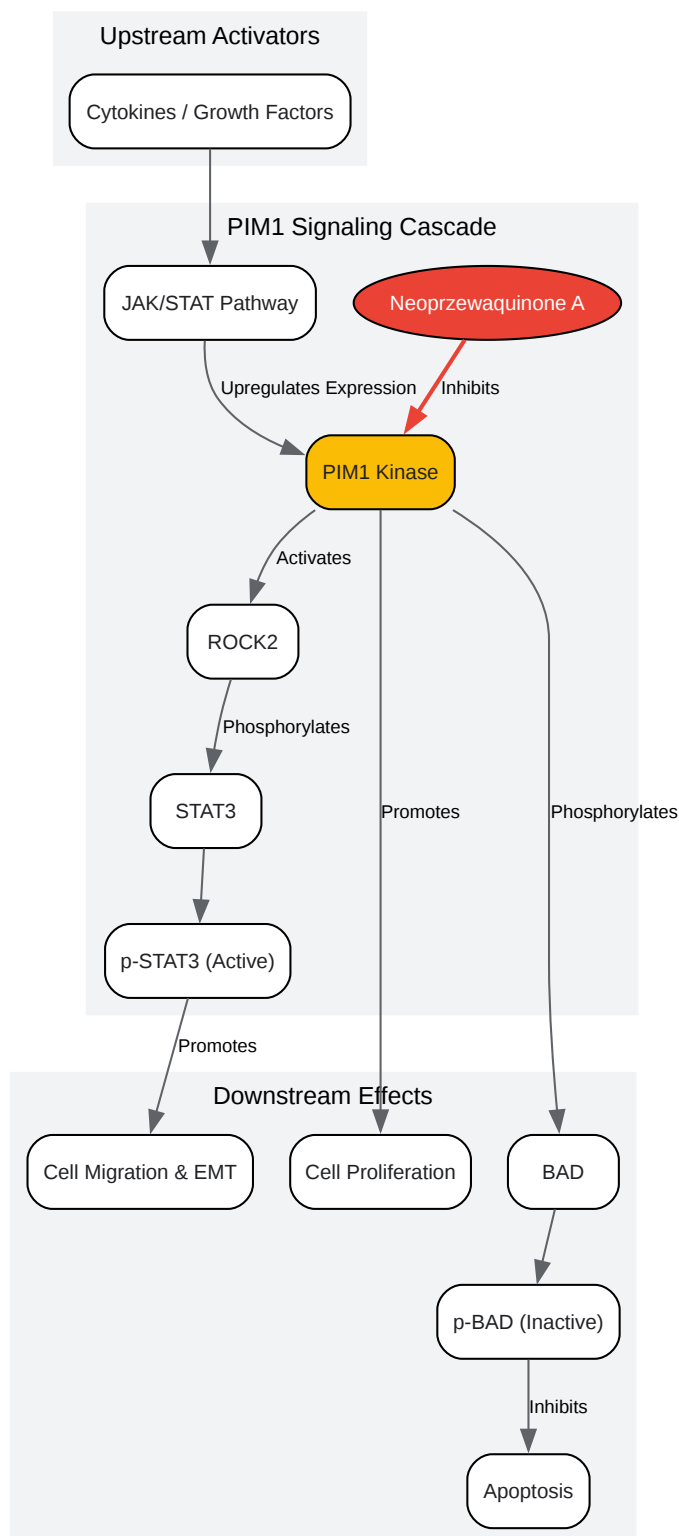 Upstream Activators
Cytokines / Growth Factors
PIM1 Signaling Cascade
JAK/STAT Pathway
Neoprzewaquinone A
Upregulates Expression
Inhibits
PIM1 Kinase
Activates
ROCK2
Phosphorylates
STAT3
Promotes
Phosphorylates
p-STAT3 (Active)
Promotes
Downstream Effects
Cell Migration & EMT
Cell Proliferation
BAD
p-BAD (Inactive)
Inhibits
Apoptosis